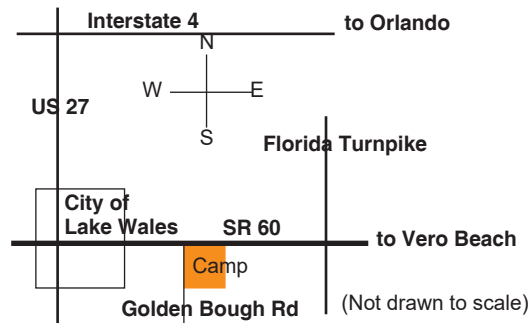 Interstate 4
to Orlando
N
W
E
US 27
S
Florida Turnpike
City of
Lake Wales
SR 60
to Vero Beach
Camp
Golden Bough Rd
(Not drawn to scale)